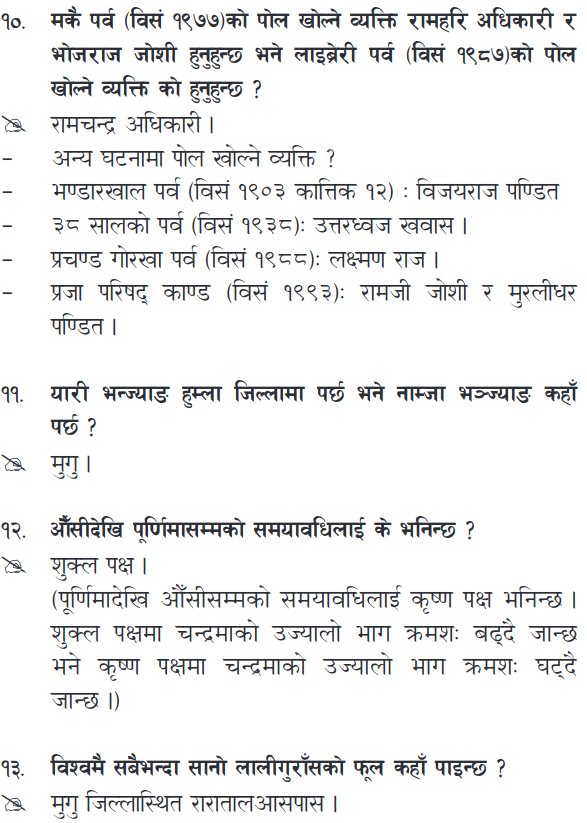 १०. मकै पर्व (विसं १९७७)को पोल खोल्ने व्यक्ति रामहरि अधिकारी र
भोजराज जोशी हुनुहुन्छ भने लाइब्रेरी पर्व (विसं १९८७)को पोल
खोल्ने व्यक्ति को हुनुहुन्छ ?
रामचन्द्र अधिकारी ।
– अन्य घटनामा पोल खोल्ने व्यक्ति ?
– भण्डारखाल पर्व (विसं १९०३ कात्तिक १२) : विजयराज पण्डित
– ३८ सालको पर्व (विसं १९३८): उत्तरध्वज खवास ।
– प्रचण्ड गोरखा पर्व (विसं १९८८): लक्ष्मण राज ।
– प्रजा परिषद् काण्ड (विसं १९९३): रामजी जोशी र मुरलीधर
पण्डित ।
११. यारी भन्ज्याङ हुम्ला जिल्लामा पर्छ भने नाम्जा भञ्ज्याङ कहाँ
पर्छ ?
मुगु ।
१२. औँसीदेखि पूर्णिमासम्मको समयावधिलाई के भनिन्छ ?
शुक्ल पक्ष ।
(पूर्णिमादेखि औँसीसम्मको समयावधिलाई कृष्ण पक्ष भनिन्छ ।
शुक्ल पक्षमा चन्द्रमाको उज्यालो भाग क्रमशः बढ्दै जान्छ
भने कृष्ण पक्षमा चन्द्रमाको उज्यालो भाग क्रमशः घट्दै
जान्छ ।)
१३. विश्वमै सबैभन्दा सानो लालीगुराँसको फूल कहाँ पाइन्छ ?
मुगु जिल्लास्थित राराताल‌आसपास ।